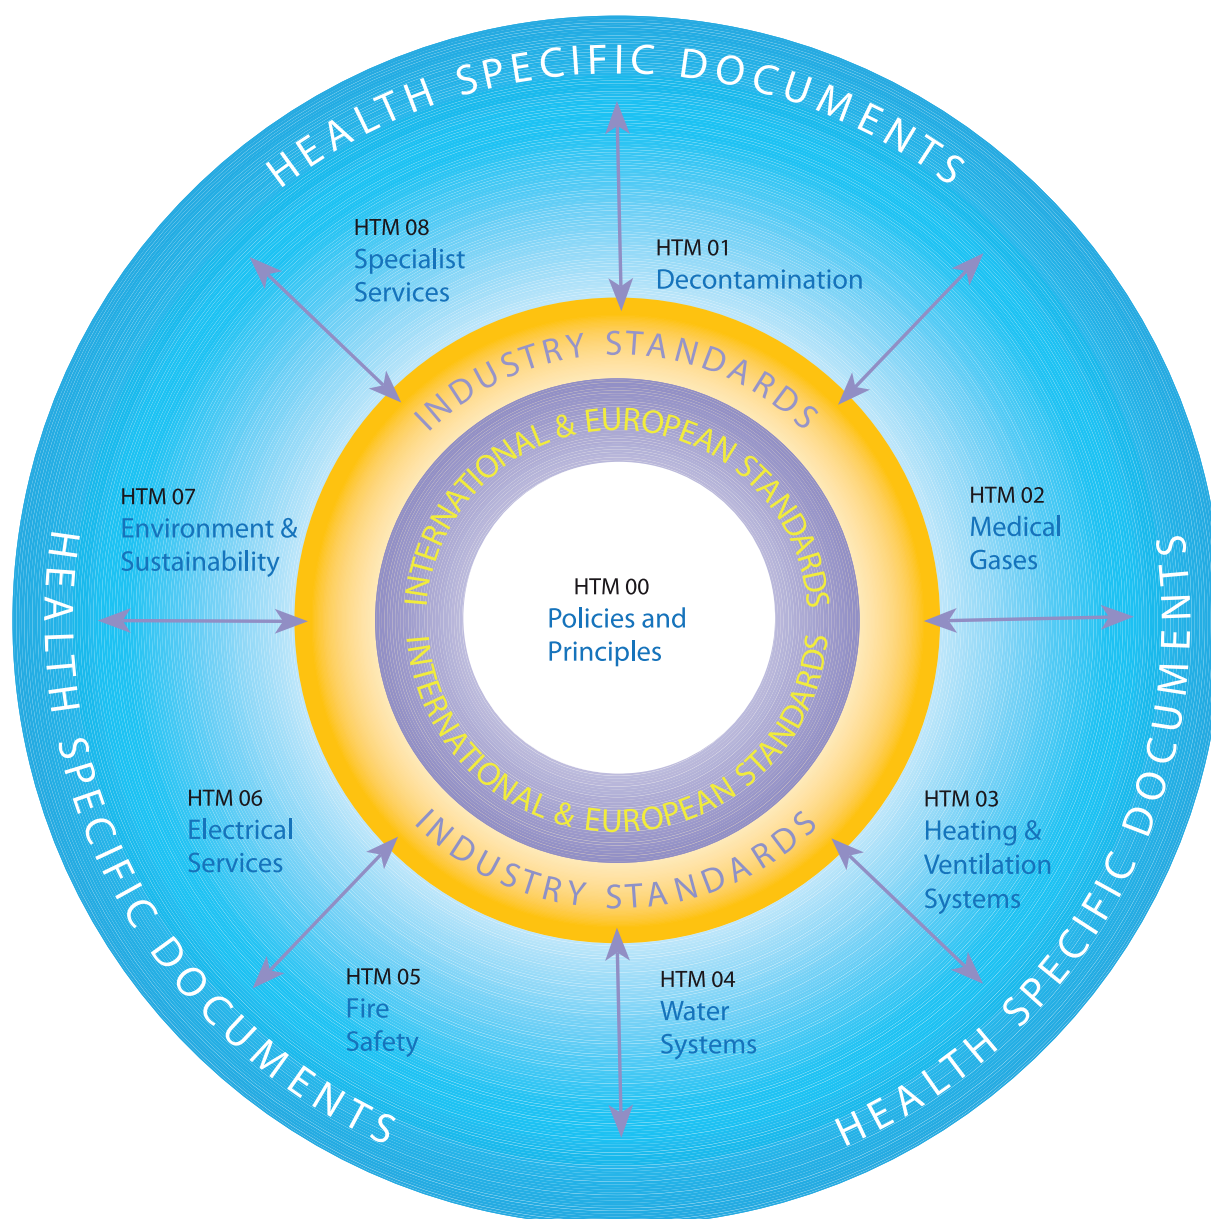 HEALTH SPECIFIC DOCUMENTS
HTM 08
Specialist
Services
HTM 01
Decontamination
INDUSTRY STANDARDS
INTERNATIONAL & EUROPEAN STANDARDS
HTM 07
Environment &
Sustainability
HTM 02
Medical
Gases
HTM 00
Policies and
Principles
HEALTH SPECIFIC DOCUMENTS
HEALTH SPECIFIC DOCUMENTS
INTERNATIONAL & EUROPEAN STANDARDS
INDUSTRY STANDARDS
HTM 06
Electrical
Services
HTM 03
Heating &
Ventilation
Systems
HTM 05
Fire
Safety
HTM 04
Water
Systems